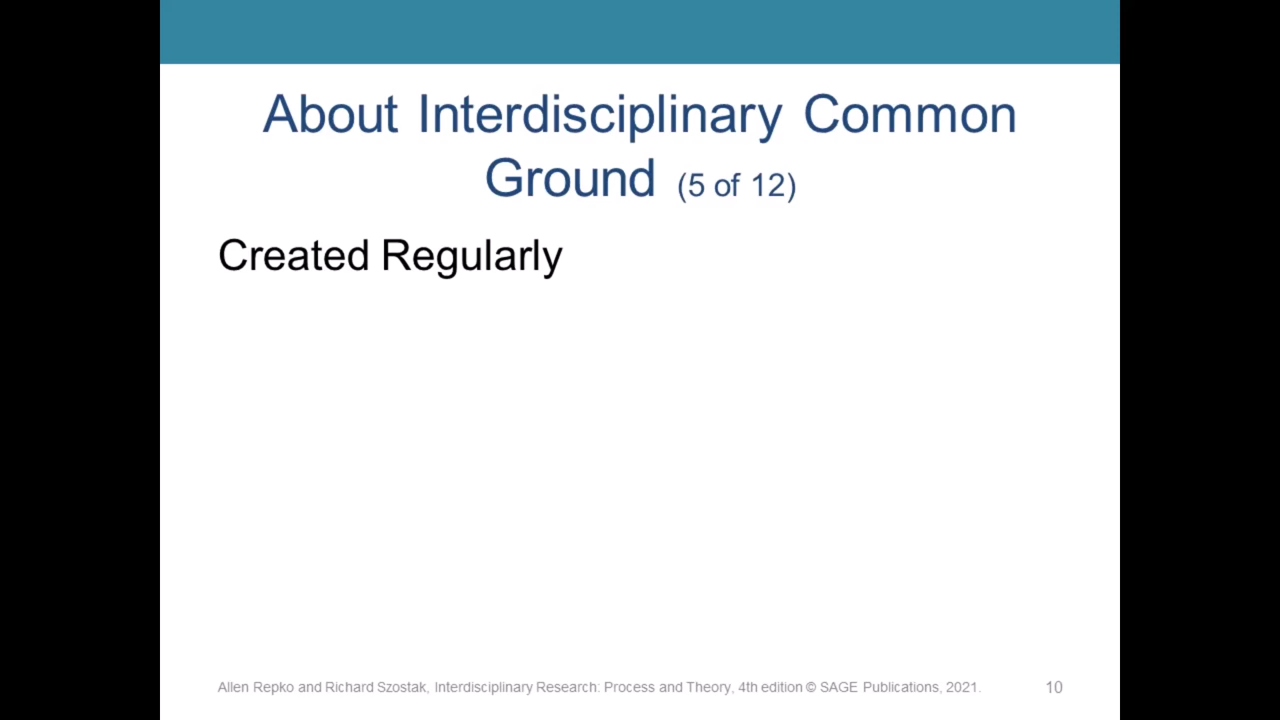 About Interdisciplinary Common
Ground (5 of 12)
Created Regularly
Allen Repko and Richard Szostak, Interdisciplinary Research: Process and Theory, 4th edition © SAGE Publications, 2021.
10